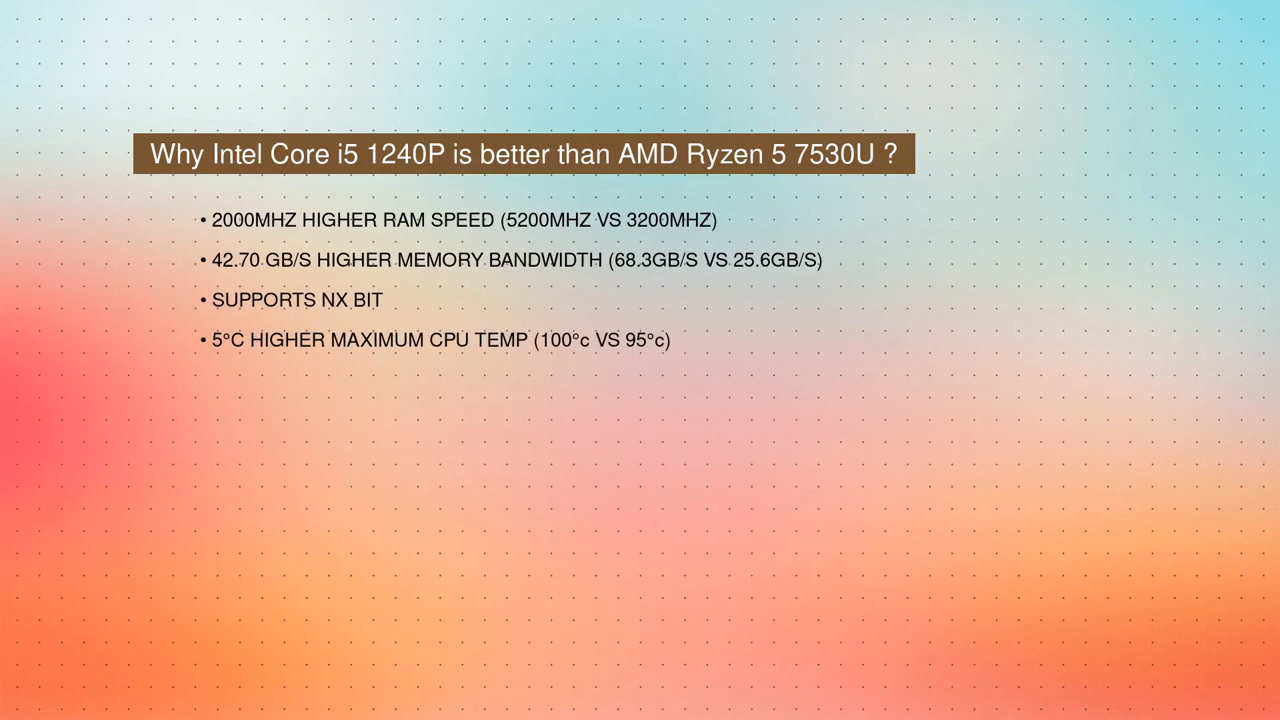 Why Intel Core i5 1240P is better than AMD Ryzen 5 7530U ?
• 2000MHZ HIGHER RAM SPEED (5200MHZ VS 3200MHZ)
• 42.70 GB/S HIGHER MEMORY BANDWIDTH (68.3GB/S VS 25.6GB/S)
• SUPPORTS NX BIT
• 5°C HIGHER MAXIMUM CPU TEMP (100°c VS 95°c)